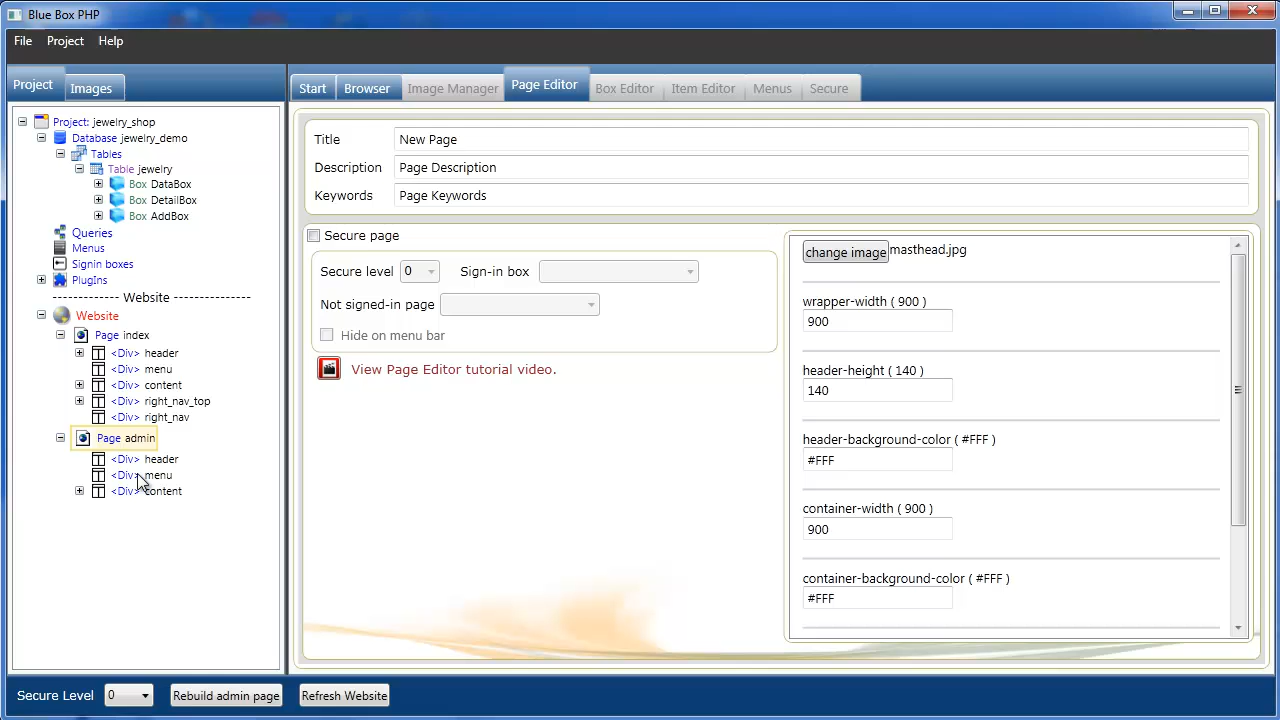 Blue Box PHP
File Project Help
Project Images
Start Browser Image Manager Page Editor Box Editor Item Editor Menus Secure
Project: jewelry_shop
Database jewelry_demo
Tables
Table jewelry
Box DataBox
Box DetailBox
Box AddBox
Queries
Menus
Signin boxes
PlugIns
------------- Website ---------------
Website
Page index
<Div> header
<Div> menu
<Div> content
<Div> right_nav_top
<Div> right_nav
Page admin
<Div> header
<Div> menu
<Div> content
Title New Page
Description Page Description
Keywords Page Keywords
Secure page
Secure level 0 Sign-in box
Not signed-in page
Hide on menu bar
View Page Editor tutorial video.
change image masthead.jpg
wrapper-width ( 900 )
900
header-height ( 140 )
140
header-background-color ( #FFF )
#FFF
container-width ( 900 )
900
container-background-color ( #FFF )
#FFF
Secure Level 0 Rebuild admin page Refresh Website